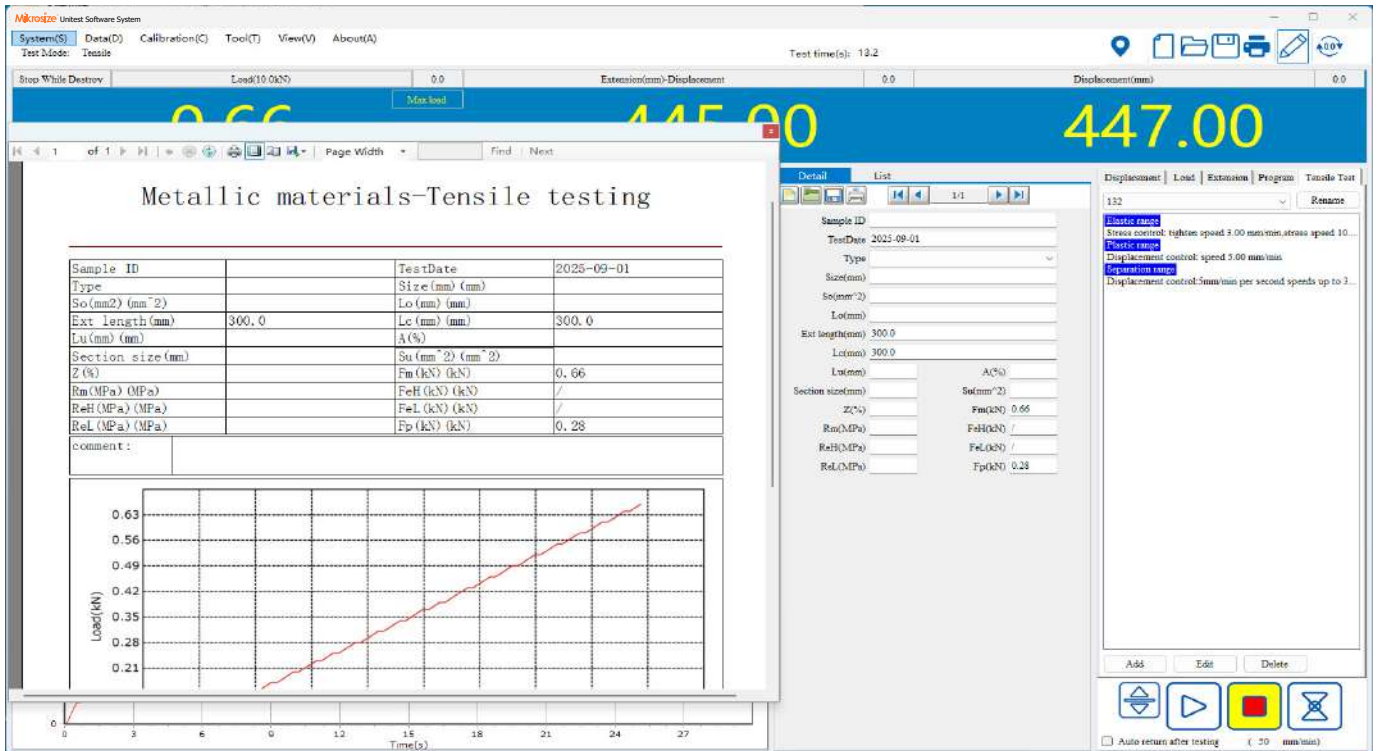 Mikrosize Unitest Software System
System(S) Data(D) Calibration(C) Tool(T) View(V) About(A)
Test Mode: Tensile
Test time(s): 13.2
Stop While Destroy Load(10.0kN) 0.0 Extension(mm)-Displacement 0.0 Displacement(mm) 0.0
Max load
0.66 445.00 447.00
1 of 1 Page Width Find Next
Metallic materials-Tensile testing
Sample ID TestDate 2025-09-01
Type Size(mm)(mm)
So(mm2)(mm^2) Lo(mm)(mm)
Ext length(mm) 300.0 Lc(mm)(mm) 300.0
Lu(mm)(mm) A(%)
Section size(mm) Su(mm^2)(mm^2)
Z(%) Fm(kN)(kN) 0.66
Rm(MPa)(MPa) FeH(kN)(kN) /
ReH(MPa)(MPa) FeL(kN)(kN) /
ReL(MPa)(MPa) Fp(kN)(kN) 0.28
comment:
Load(kN)
0.63
0.56
0.49
0.42
0.35
0.28
0.21
0
0 3 6 9 12 15 18 21 24 27
Time(s)
Detail List
1/1
Sample ID
TestDate 2025-09-01
Type
Size(mm)
So(mm^2)
Lo(mm)
Ext length(mm) 300.0
Lc(mm) 300.0
Lu(mm) A(%)
Section size(mm) Su(mm^2)
Z(%) Fm(kN) 0.66
Rm(MPa) FeH(kN) /
ReH(MPa) FeL(kN) /
ReL(MPa) Fp(kN) 0.28
Displacement Load Extension Program Tensile Test
132 Rename
Elastic range
Stress control: tighten speed 3.00 mm/min,stress speed 10...
Plastic range
Displacement control: speed 5.00 mm/min
Separation range
Displacement control:5mm/min per second speeds up to 3...
Add Edit Delete
Auto return after testing ( 50 mm/min)